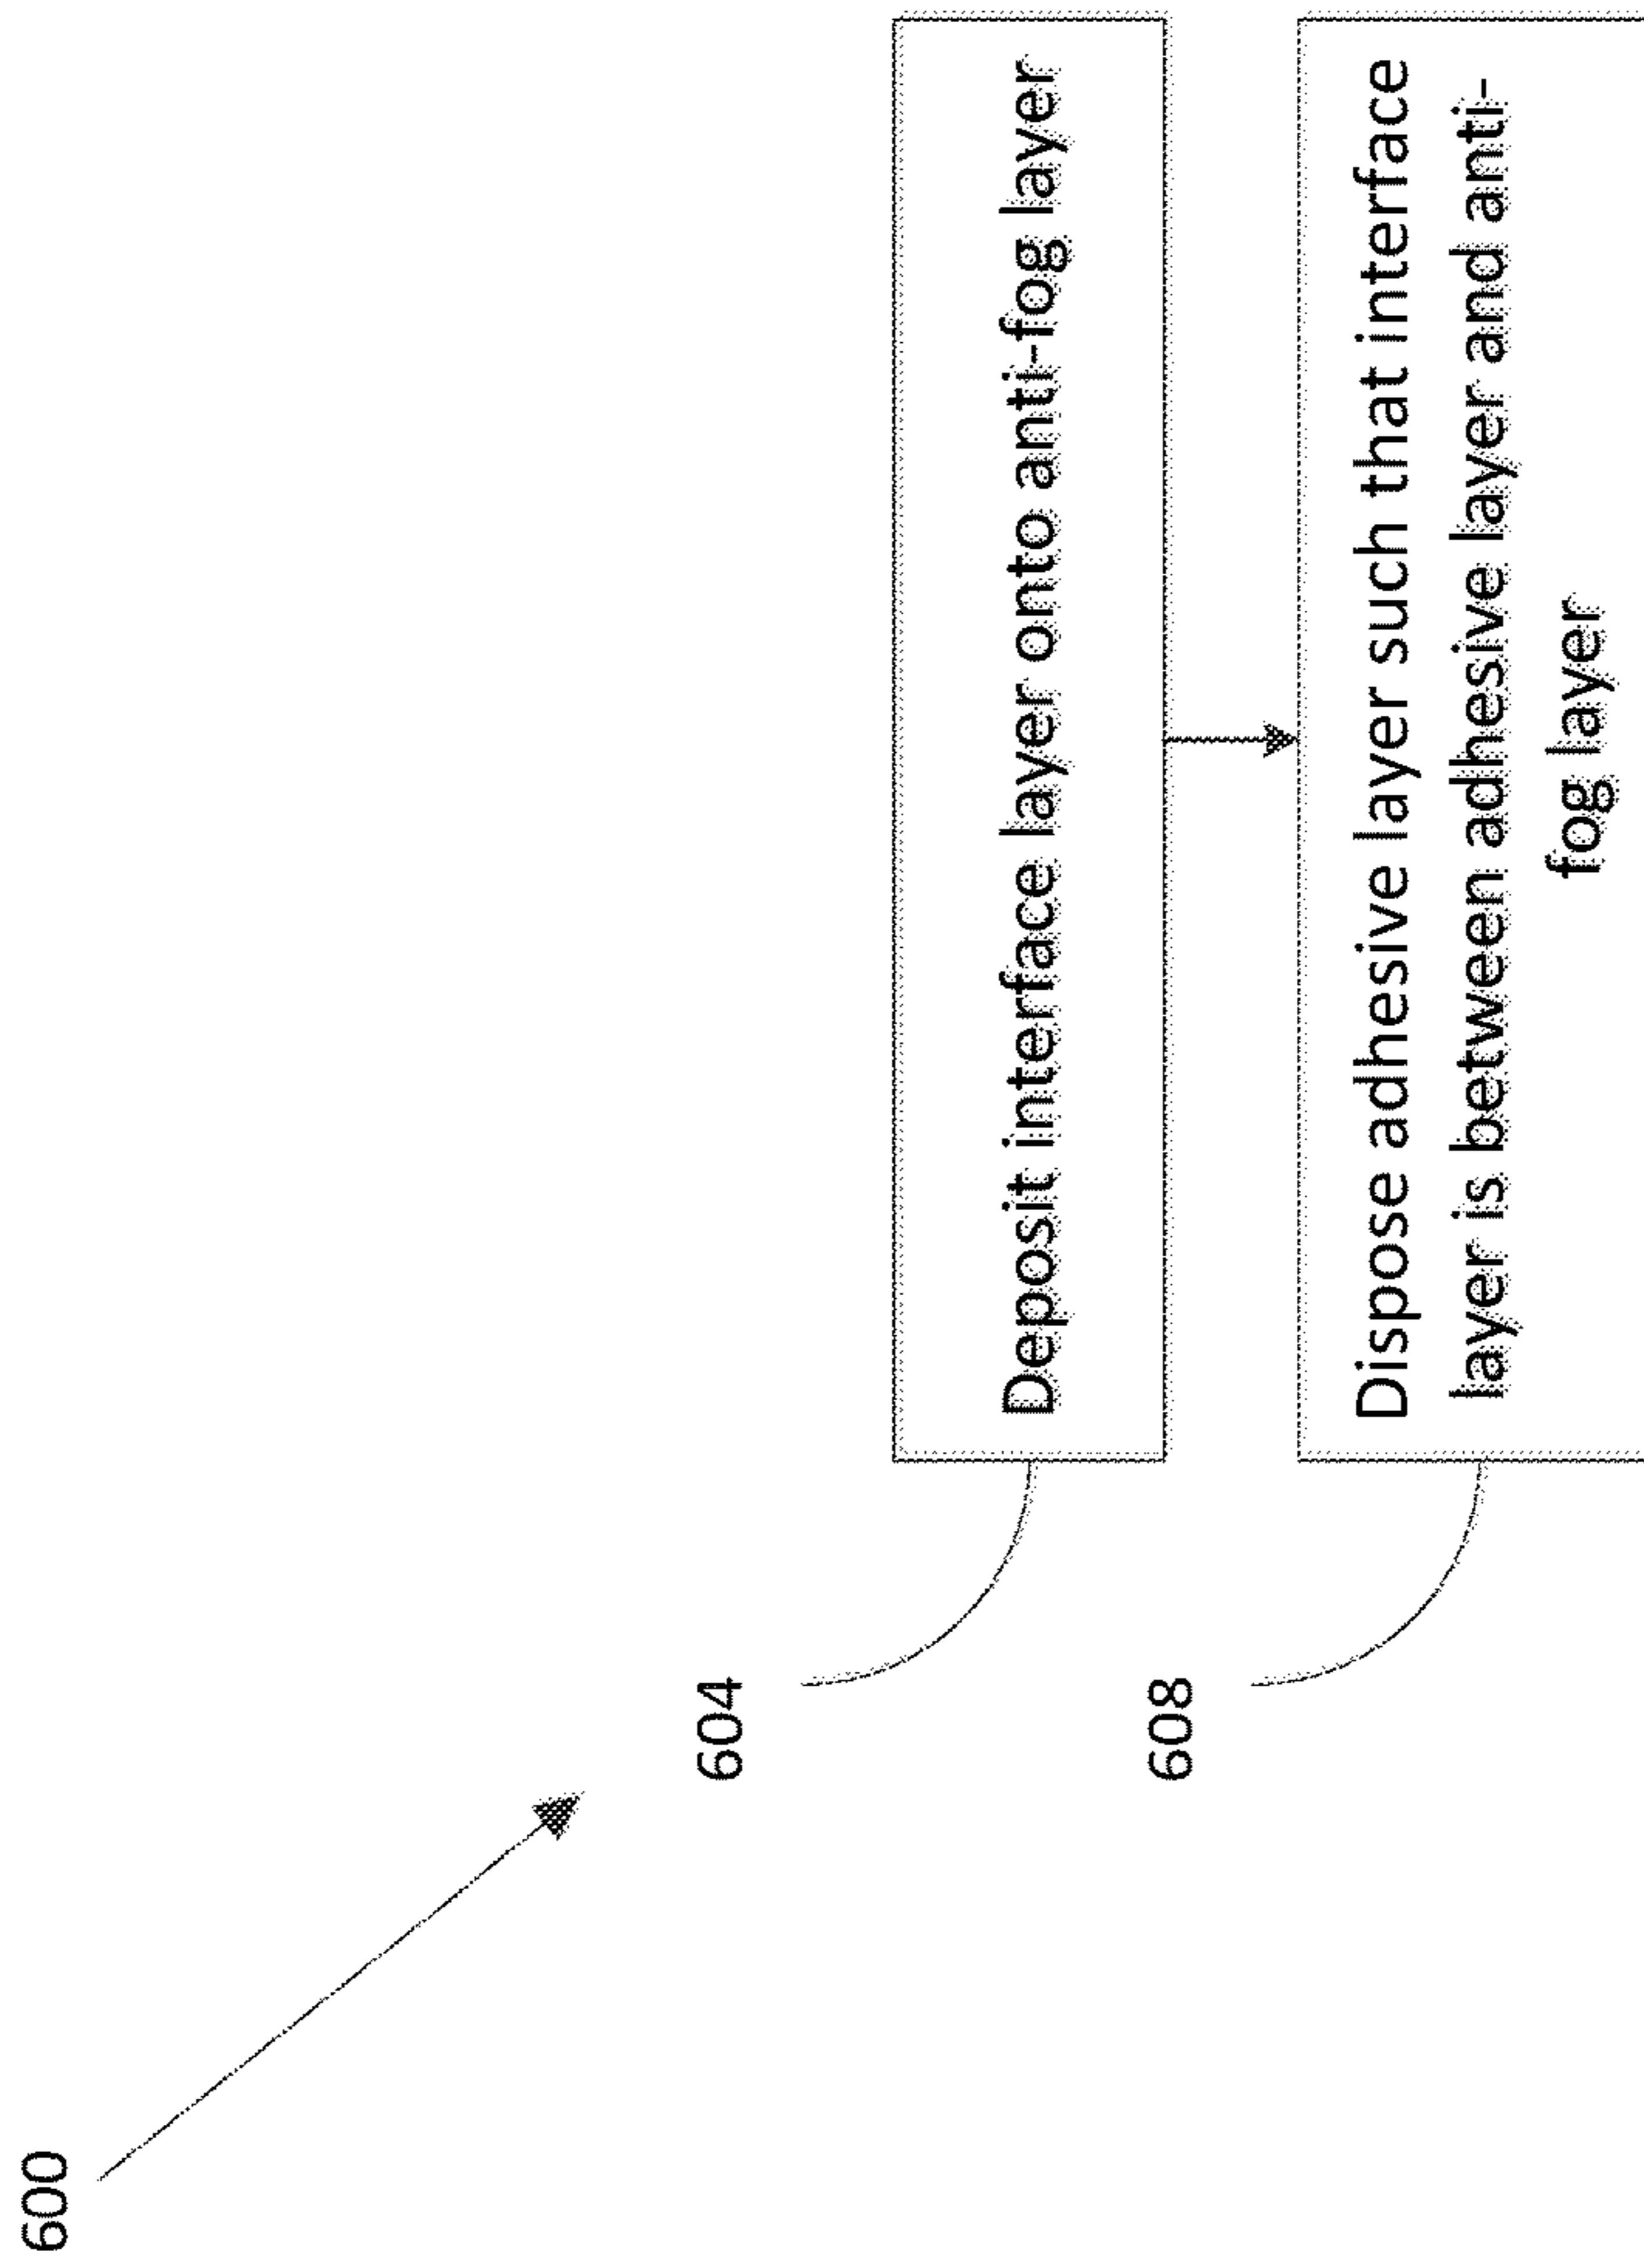 600
604
Deposit interface layer onto anti-fog layer
608
Dispose adhesive layer such that interface
layer is between adhesive layer and anti-
fog layer